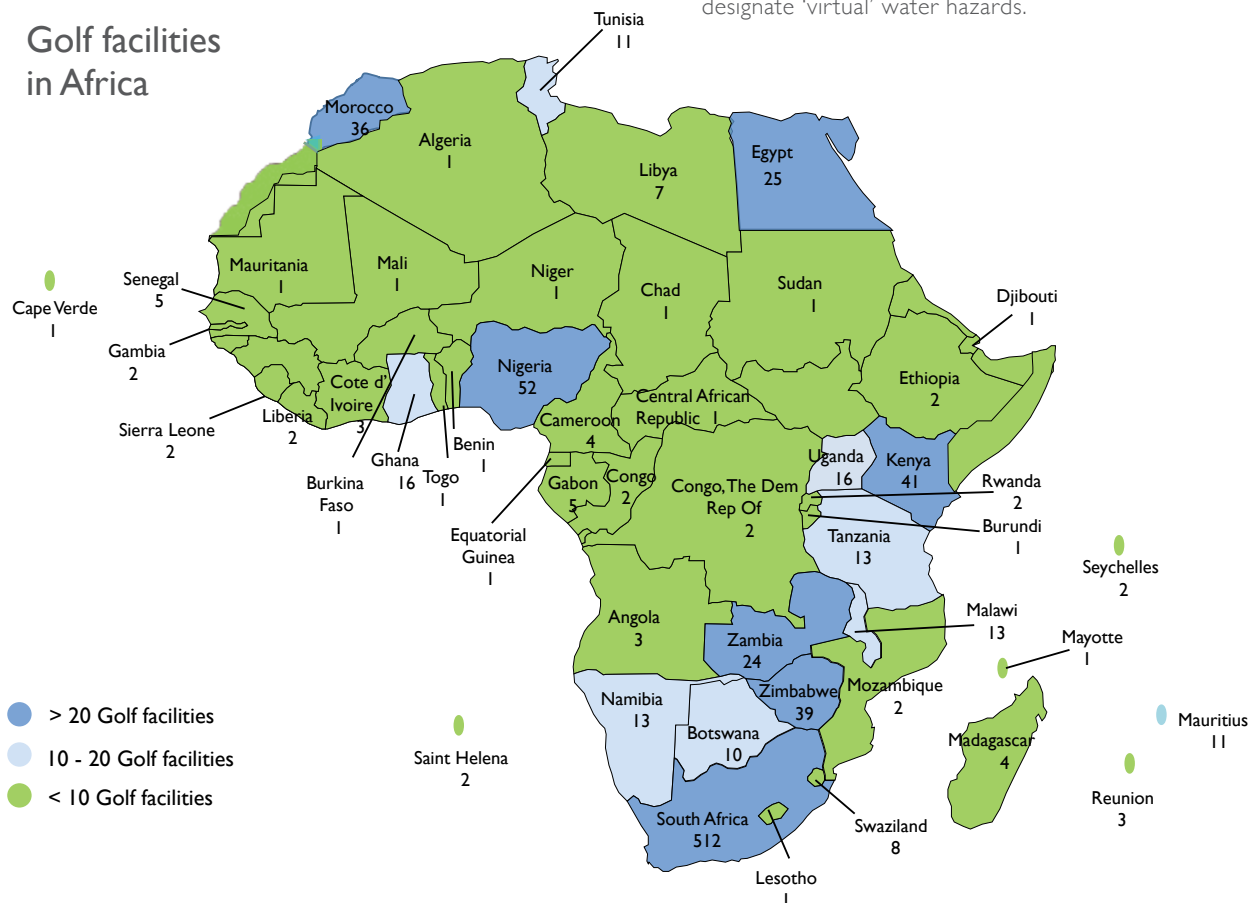 designate ‘virtual’ water hazards.
Golf facilities
in Africa
Tunisia
11
Morocco
36
Algeria
1
Libya
7
Egypt
25
Mauritania
1
Mali
1
Niger
1
Chad
1
Sudan
1
Djibouti
1
Senegal
5
Cape Verde
1
Gambia
2
Nigeria
52
Ethiopia
2
Cote d’
Ivoire
3
Central African
Republic 1
Sierra Leone
2
Liberia
2
Cameroon
4
Ghana
16
Togo
1
Benin
1
Burkina
Faso
1
Uganda
16
Kenya
41
Gabon
5
Congo
2
Congo, The Dem
Rep Of
2
Rwanda
2
Burundi
1
Equatorial
Guinea
1
Tanzania
13
Seychelles
2
Angola
3
Zambia
24
Malawi
13
Mayotte
1
Namibia
13
Zimbabwe
39
Mozambique
2
Botswana
10
Madagascar
4
Mauritius
11
> 20 Golf facilities
10 - 20 Golf facilities
< 10 Golf facilities
Saint Helena
2
Reunion
3
South Africa
512
Swaziland
8
Lesotho
1